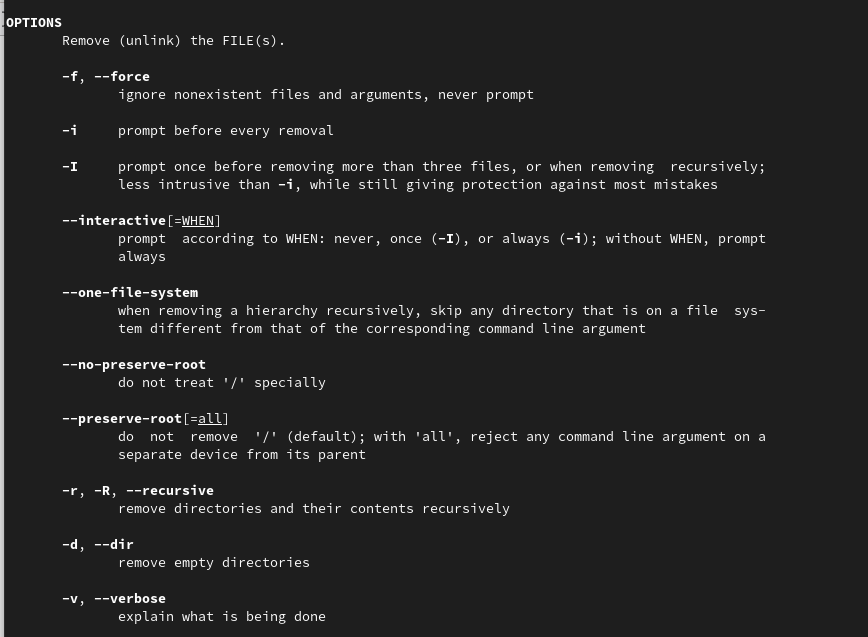 OPTIONS
Remove (unlink) the FILE(s).
-f, --force
ignore nonexistent files and arguments, never prompt
-i prompt before every removal
-I prompt once before removing more than three files, or when removing  recursively;
less intrusive than -i, while still giving protection against most mistakes
--interactive[=WHEN]
prompt  according to WHEN: never, once (-I), or always (-i); without WHEN, prompt
always
--one-file-system
when removing a hierarchy recursively, skip any directory that is on a file  sys-
tem different from that of the corresponding command line argument
--no-preserve-root
do not treat '/' specially
--preserve-root[=all]
do  not  remove  '/' (default); with 'all', reject any command line argument on a
separate device from its parent
-r, -R, --recursive
remove directories and their contents recursively
-d, --dir
remove empty directories
-v, --verbose
explain what is being done